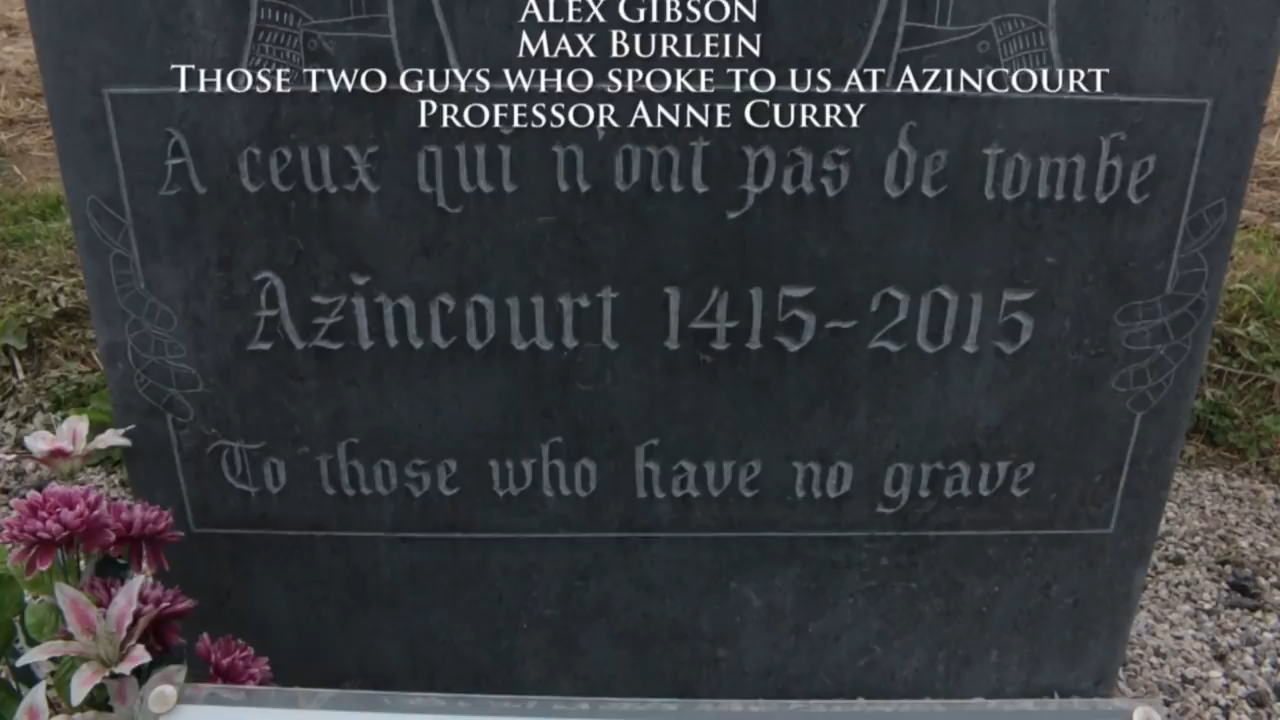 ALEX GIBSON
MAX BURLEIN
THOSE TWO GUYS WHO SPOKE TO US AT AZINCOURT
PROFESSOR ANNE CURRY
A ceux qui n'ont pas de tombe
Azincourt 1415-2015
To those who have no grave